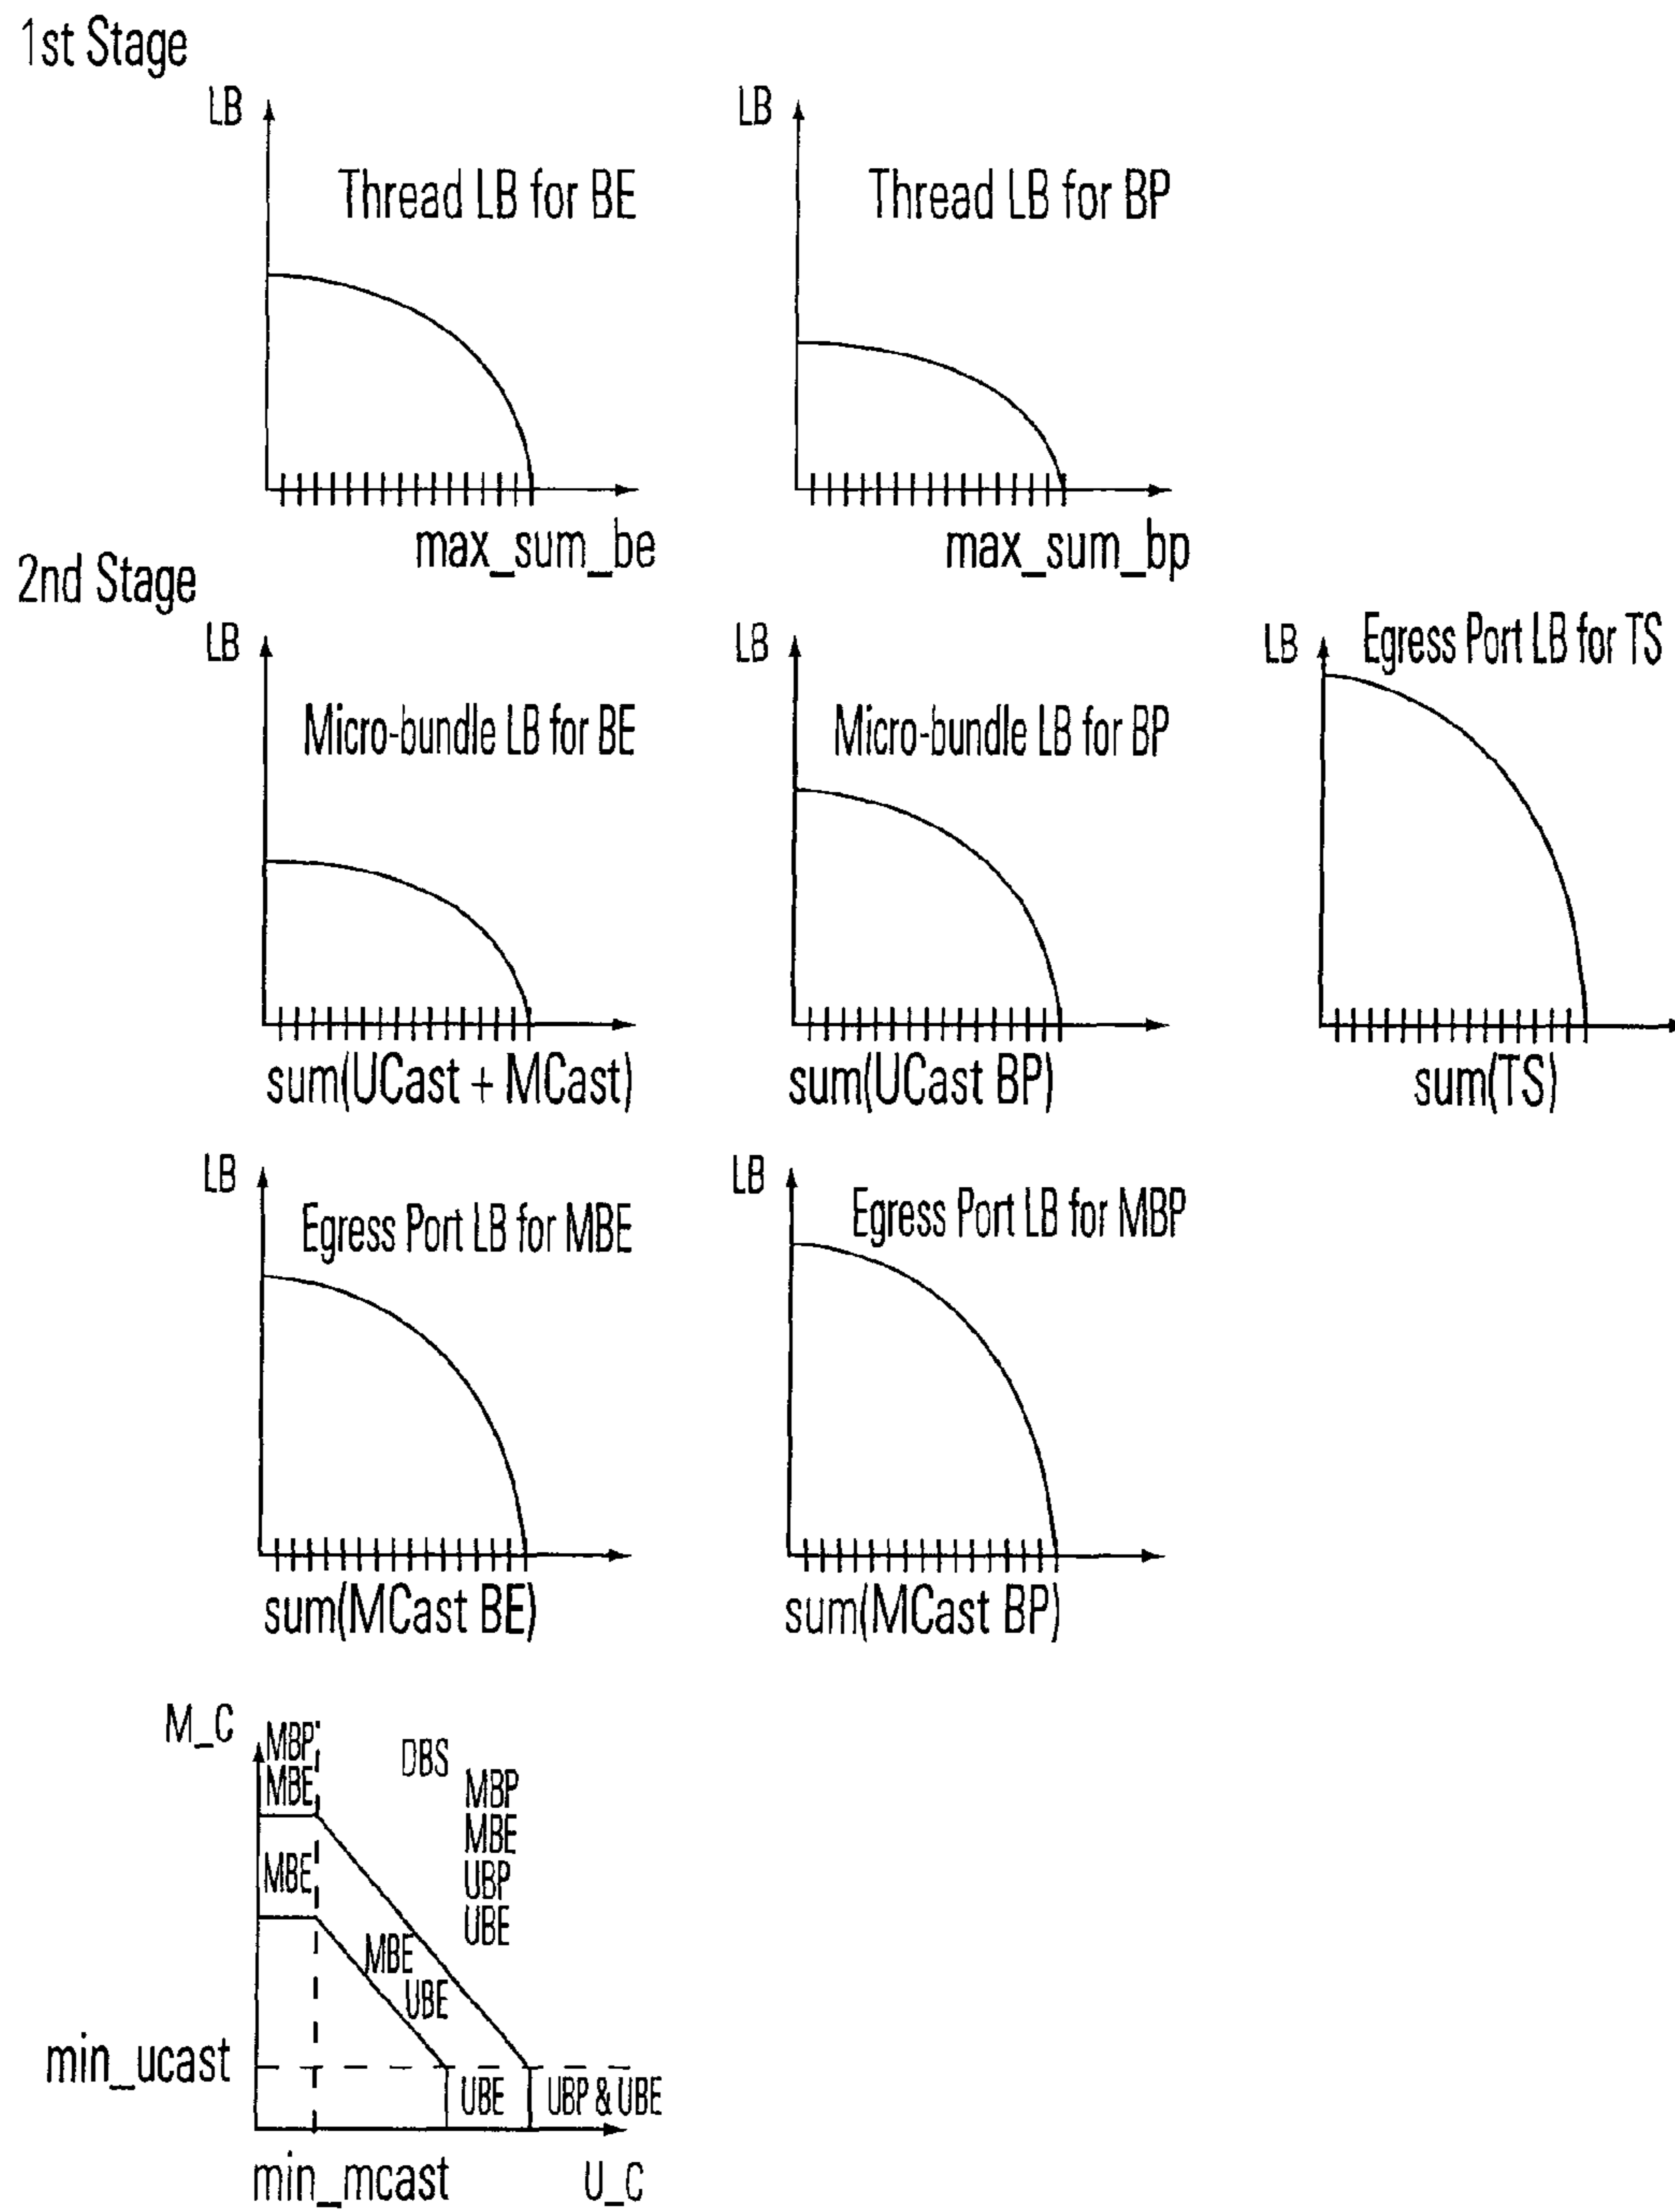 1st Stage
LB
Thread LB for BE
max_sum_be
LB
Thread LB for BP
max_sum_bp
2nd Stage
LB
Micro-bundle LB for BE
sum(UCast + MCast)
LB
Micro-bundle LB for BP
sum(UCast BP)
LB
Egress Port LB for TS
sum(TS)
LB
Egress Port LB for MBE
sum(MCast BE)
LB
Egress Port LB for MBP
sum(MCast BP)
M_C
MBP
MBE
MBE
DBS
MBP
MBE
UBP
UBE
MBE
UBE
min_ucast
UBE
UBP & UBE
min_mcast
U_C